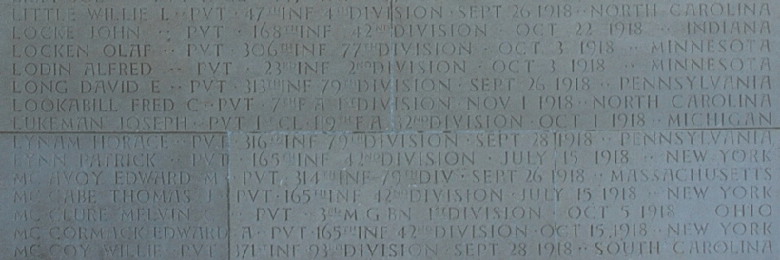 LITTLE WILLIE L · PVT · 47TH INF 4TH DIVISION · SEPT 26 1918 · NORTH CAROLINA
LOCKE JOHN ·· PVT · 168TH INF 42ND DIVISION · OCT 22 1918 ·· INDIANA
LOCKEN OLAF ·· PVT · 306TH INF 77TH DIVISION · OCT 3 1918 ·· MINNESOTA
LODIN ALFRED ·· PVT · 23RD INF 2ND DIVISION · OCT 3 1918 ·· MINNESOTA
LONG DAVID E · PVT · 313TH INF 79TH DIVISION · SEPT 26 1918 · PENNSYLVANIA
LOOKABILL FRED C · PVT · 7TH F A 1ST DIVISION · NOV 1 1918 · NORTH CAROLINA
LUKEMAN JOSEPH · PVT 1 CL · F A 32ND DIVISION · OCT 1 1918 · MICHIGAN
LYNAM HORACE · PVT · 316TH INF 79TH DIVISION · SEPT 28 1918 · PENNSYLVANIA
LYNN PATRICK · PVT · 165TH INF 42ND DIVISION · JULY 15 1918 ·· NEW YORK
MC AVOY EDWARD M · PVT · 314TH INF 79TH DIV · SEPT 26 1918 · MASSACHUSETTS
MC CABE THOMAS J · PVT · 165TH INF 42ND DIVISION · JULY 15 1918 · NEW YORK
MC CLURE MELVIN C · PVT · 3RD M G BN 1ST DIVISION · OCT 5 1918 OHIO
MC CORMACK EDWARD A · PVT · 165TH INF 42ND DIVISION · OCT 15 1918 · NEW YORK
MC COY WILLIE · PVT · 371ST INF 93RD DIVISION · SEPT 28 1918 · SOUTH CAROLINA